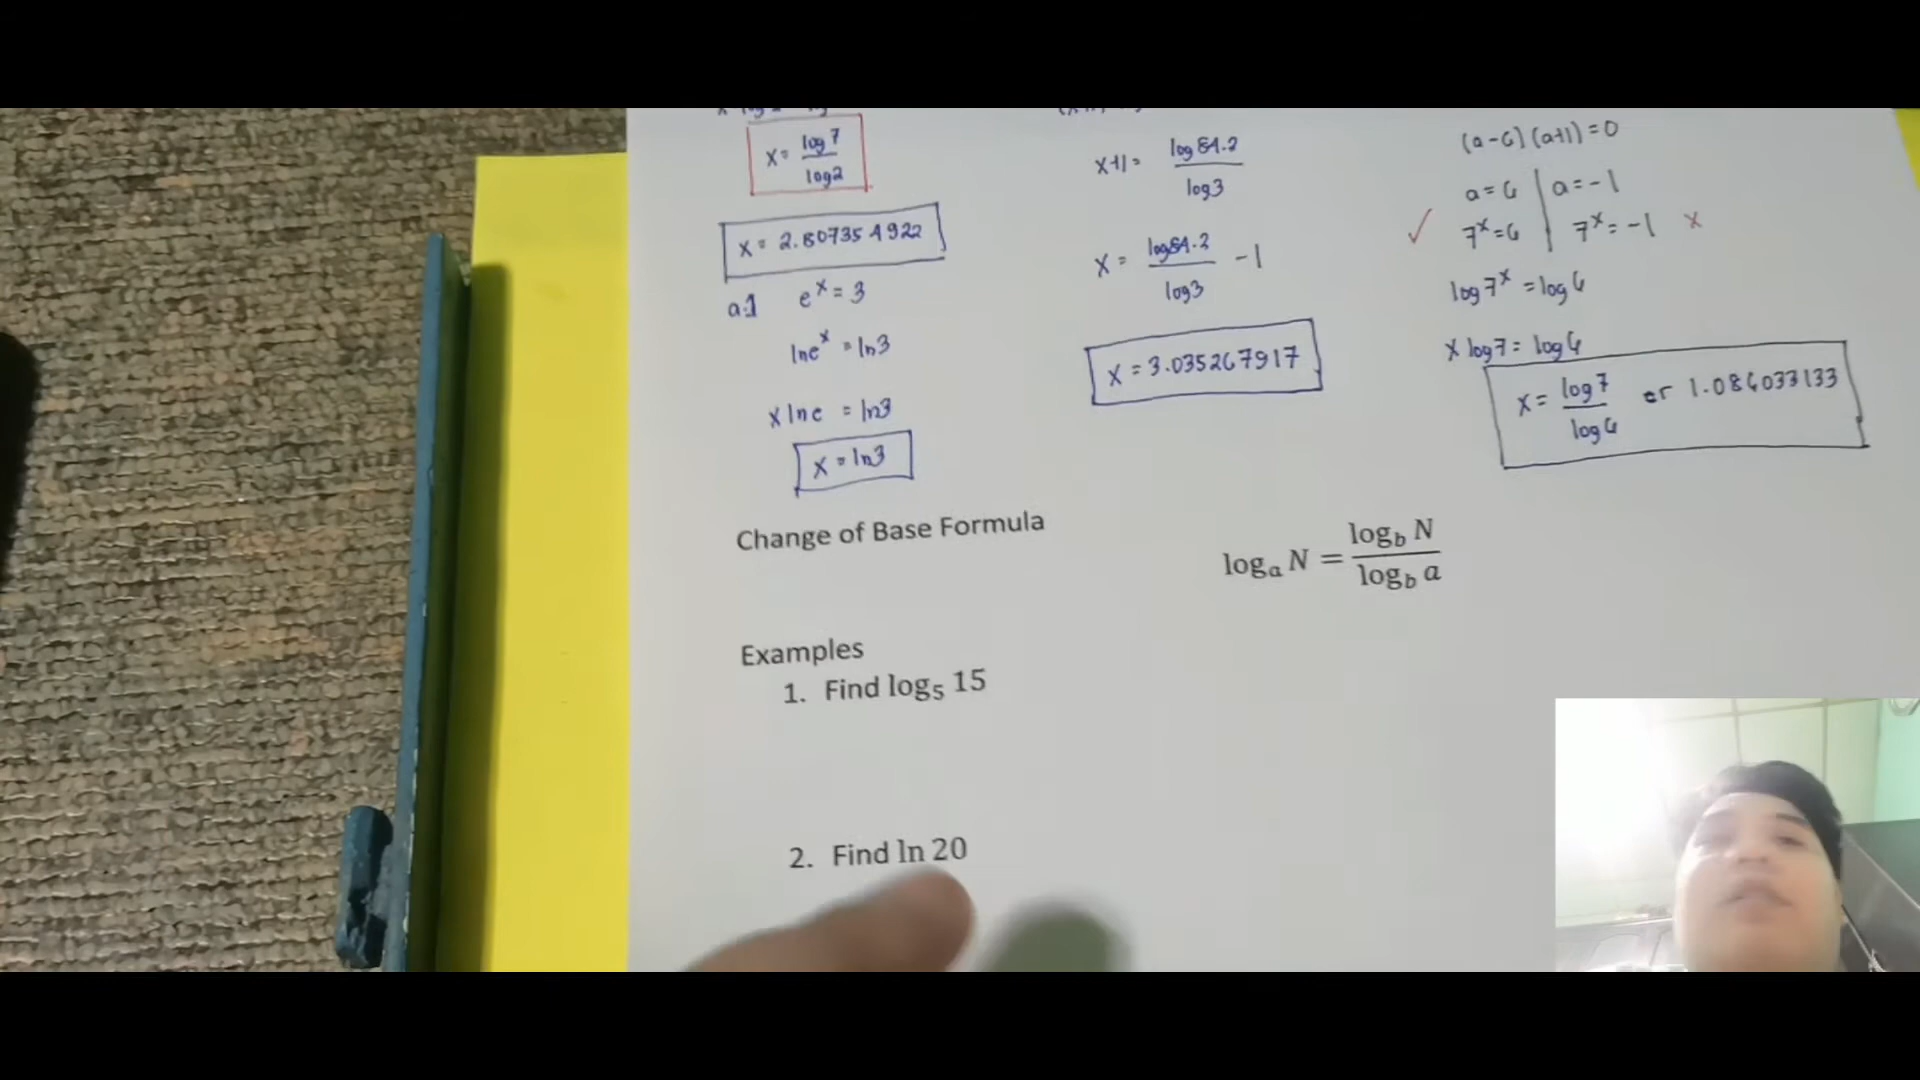 x = log 7 / log 2
x = 2.807354922
a.1 e^x = 3
ln e^x = ln 3
x ln e = ln 3
x = ln 3
x+1 = log 84.2 / log 3
x = log 84.2 / log 3 - 1
x = 3.035267917
(a-6)(a+1) = 0
a = 6 | a = -1
✓ 7^x = 6 | 7^x = -1 x
log 7^x = log 6
x log 7 = log 6
x = log 7 / log 6 or 1.086033133
Change of Base Formula
log_a N = log_b N / log_b a
Examples
1. Find log_5 15
2. Find ln 20